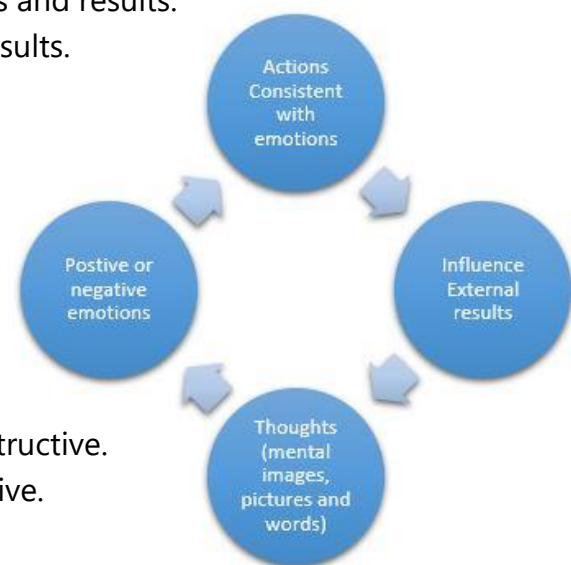 and results.
sults.
Actions
Consistent
with
emotions
Postive or
negative
emotions
Influence
External
results
Thoughts
(mental
images,
pictures and
words)
tructive.
ive.